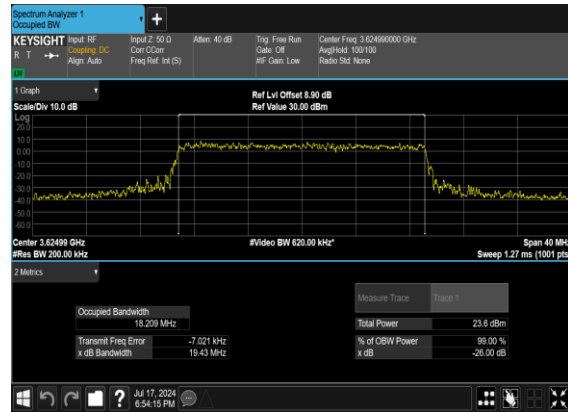 Spectrum Analyzer 1
Occupied BW
+
KEYSIGHT Input: RF Input Z: 50 Ω Atten: 40 dB Trig: Free Run Center Freq: 3.624990000 GHz
R T Coupling: DC Corr CCorr Gate: Off Avg|Hold: 100/100
Align: Auto Freq Ref: Int (S) #IF Gain: Low Radio Std: None
1 Graph Ref Lvl Offset 8.90 dB
Scale/Div 10.0 dB Ref Value 30.00 dBm
Log
20.0
10.0
0.00
-10.0
-20.0
-30.0
-40.0
-50.0
-60.0
Center 3.62499 GHz #Video BW 620.00 kHz* Span 40 MHz
#Res BW 200.00 kHz Sweep 1.27 ms (1001 pts)
2 Metrics
Measure Trace Trace 1
Occupied Bandwidth
18.209 MHz Total Power 23.6 dBm
Transmit Freq Error -7.021 kHz % of OBW Power 99.00 %
x dB Bandwidth 19.43 MHz x dB -26.00 dB
? Jul 17, 2024
6:54:15 PM